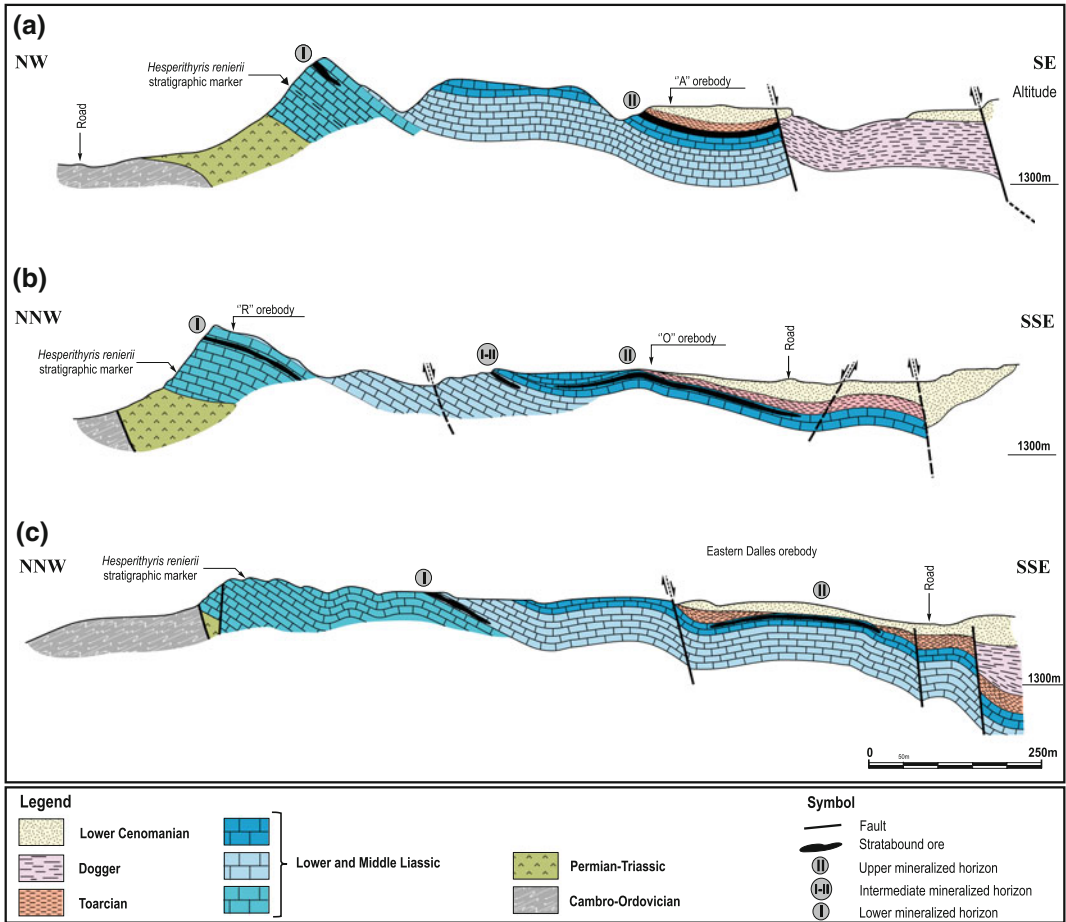 (a)
NW
SE
Hesperithyris renierii
stratigraphic marker
I
Road
II
‘'A’' orebody
Altitude
1300m
(b)
NNW
SSE
Hesperithyris renierii
stratigraphic marker
I
‘'R’' orebody
I-II
II
‘'O’' orebody
Road
1300m
(c)
NNW
SSE
Hesperithyris renierii
stratigraphic marker
I
Eastern Dalles orebody
II
Road
1300m
0
50m
250m
Legend
Lower Cenomanian
Dogger
Toarcian
Lower and Middle Liassic
Permian-Triassic
Cambro-Ordovician
Symbol
Fault
Stratabound ore
II Upper mineralized horizon
I-II Intermediate mineralized horizon
I Lower mineralized horizon